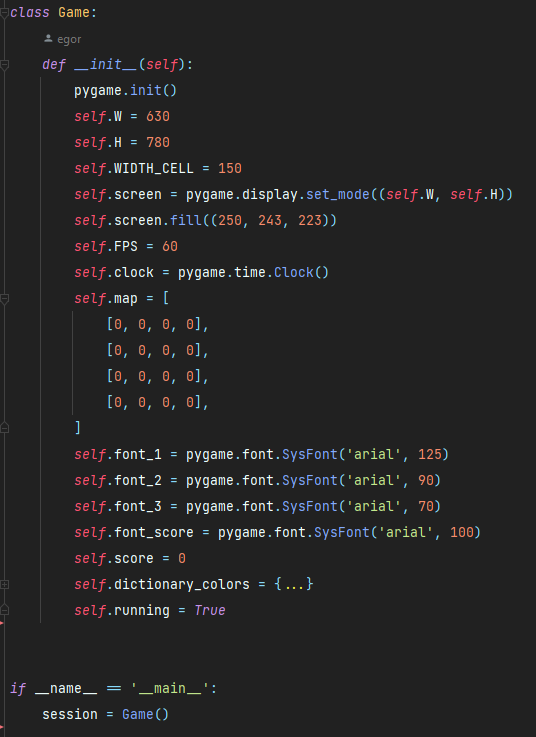 class Game:
egor
def __init__(self):
pygame.init()
self.W = 630
self.H = 780
self.WIDTH_CELL = 150
self.screen = pygame.display.set_mode((self.W, self.H))
self.screen.fill((250, 243, 223))
self.FPS = 60
self.clock = pygame.time.Clock()
self.map = [
[0, 0, 0, 0],
[0, 0, 0, 0],
[0, 0, 0, 0],
[0, 0, 0, 0],
]
self.font_1 = pygame.font.SysFont('arial', 125)
self.font_2 = pygame.font.SysFont('arial', 90)
self.font_3 = pygame.font.SysFont('arial', 70)
self.font_score = pygame.font.SysFont('arial', 100)
self.score = 0
self.dictionary_colors = {...}
self.running = True
if __name__ == '__main__':
session = Game()